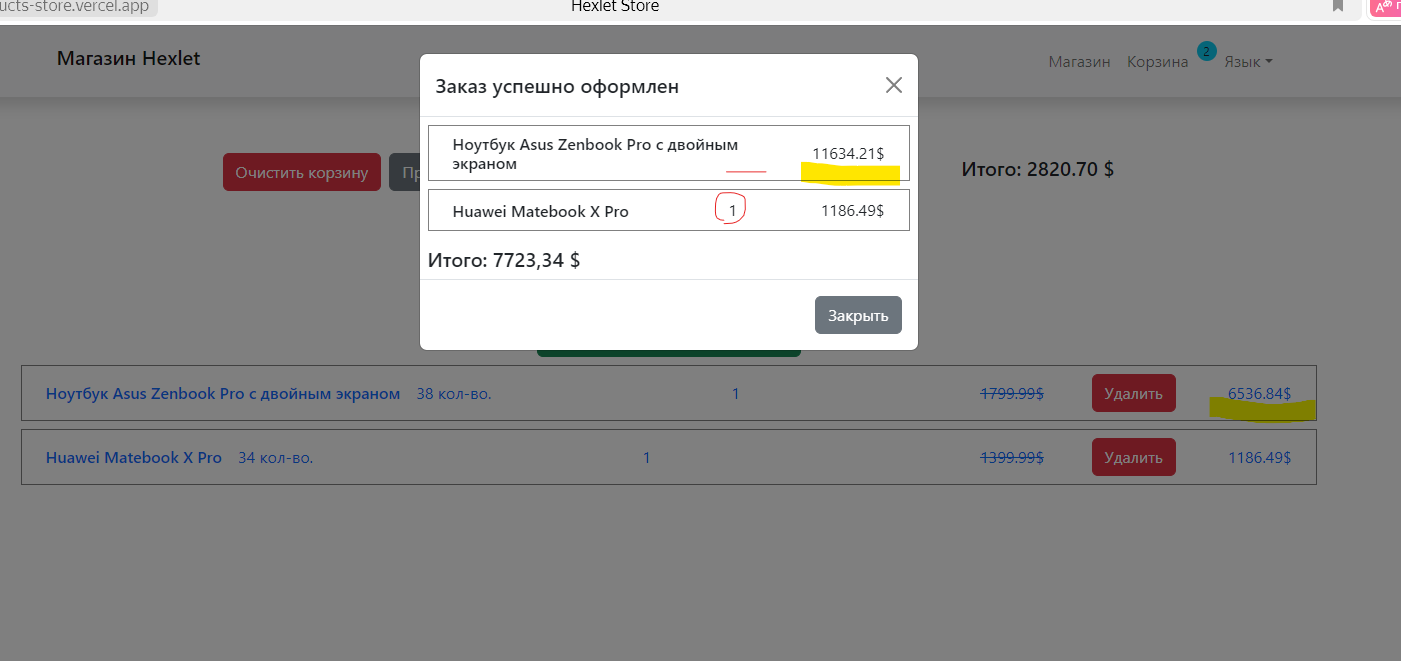 ucts-store.vercel.app
Hexlet Store
Магазин Hexlet
Магазин
Корзина
2
Язык
Заказ успешно оформлен
Ноутбук Asus Zenbook Pro с двойным
экраном
11634.21$
Huawei Matebook X Pro
1
1186.49$
Итого: 7723,34 $
Закрыть
Очистить корзину
Пр
Итого: 2820.70 $
Ноутбук Asus Zenbook Pro с двойным экраном
38 кол-во.
1
1799.99$
Удалить
6536.84$
Huawei Matebook X Pro
34 кол-во.
1
1399.99$
Удалить
1186.49$